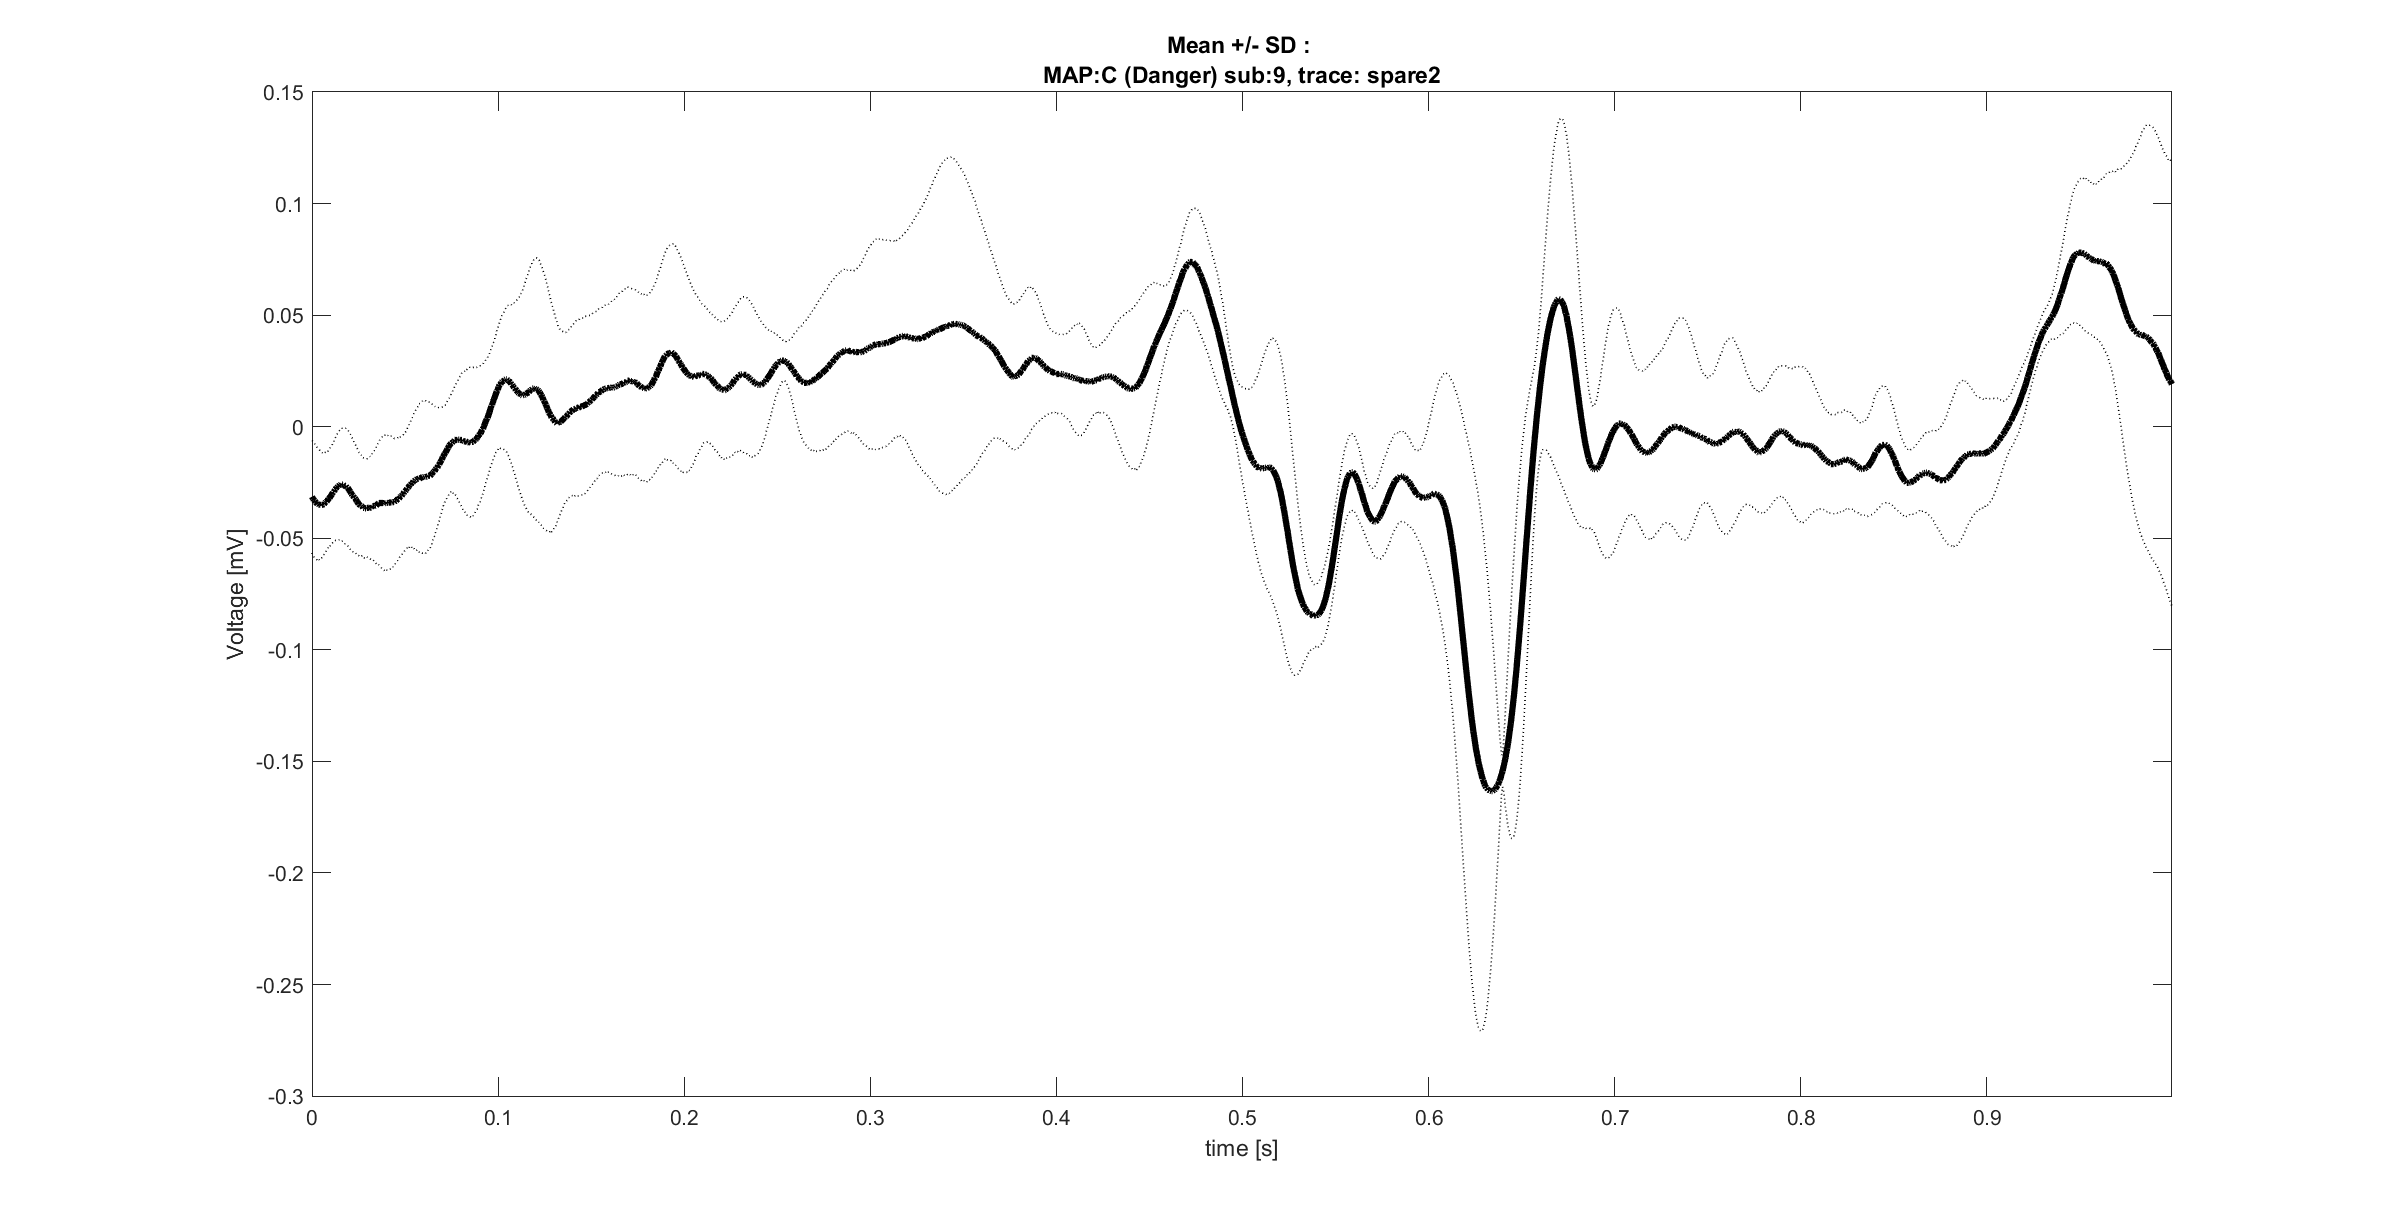 Mean +/- SD :
MAP:C (Danger) sub:9, trace: spare2
0.15
0.1
0.05
0
-0.05
-0.1
-0.15
-0.2
-0.25
-0.3
Voltage [mV]
0 0.1 0.2 0.3 0.4 0.5 0.6 0.7 0.8 0.9
time [s]